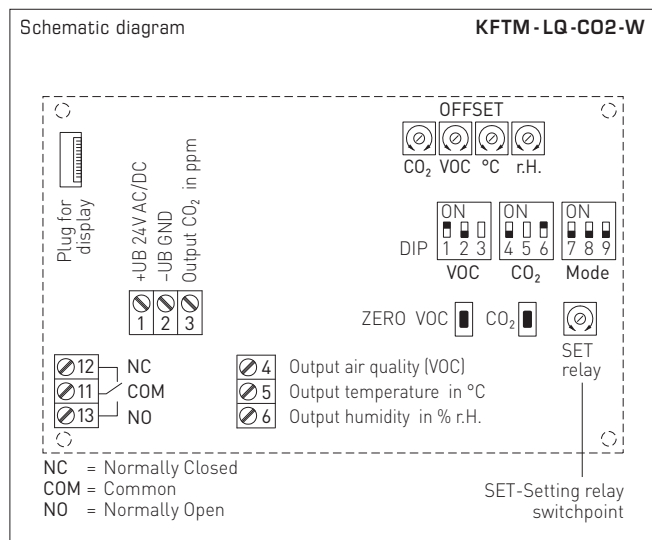 Schematic diagram
KFTM-LQ-CO2-W
OFFSET
CO₂ VOC °C r.H.
Plug for
display
+UB 24V AC/DC
-UB GND
Output CO₂ in ppm
1 2 3
ON ON ON
DIP 1 2 3 4 5 6 7 8 9
VOC CO₂ Mode
ZERO VOC CO₂
SET
relay
12 NC
11 COM
13 NO
4 Output air quality (VOC)
5 Output temperature in °C
6 Output humidity in % r.H.
NC = Normally Closed
COM = Common
NO = Normally Open
SET-Setting relay
switchpoint